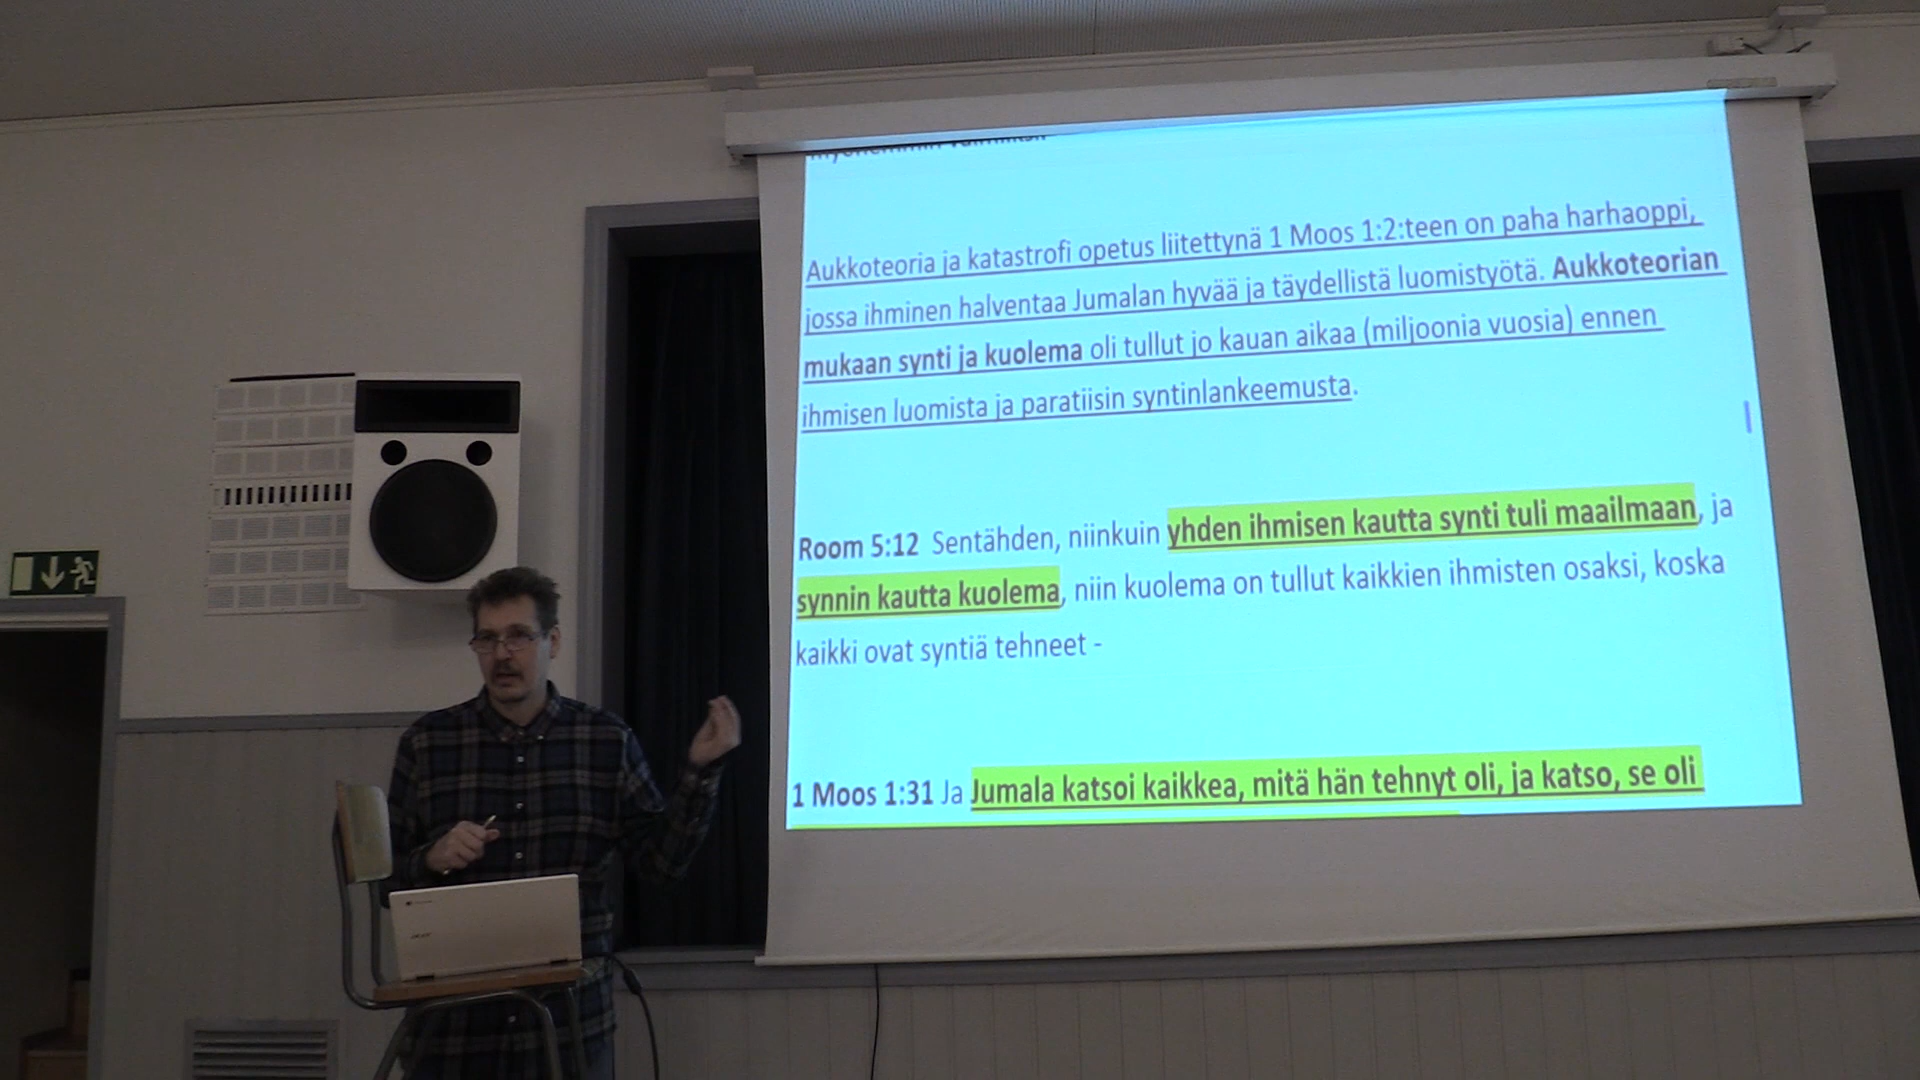 Aukkoteoria ja katastrofi opetus liitettynä 1 Moos 1:2:teen on paha harhaoppi,
jossa ihminen halventaa Jumalan hyvää ja täydellistä luomistyötä. Aukkoteorian
mukaan synti ja kuolema oli tullut jo kauan aikaa (miljoonia vuosia) ennen
ihmisen luomista ja paratiisin syntinlankeemusta.
Room 5:12 Sentähden, niinkuin yhden ihmisen kautta synti tuli maailmaan, ja
synnin kautta kuolema, niin kuolema on tullut kaikkien ihmisten osaksi, koska
kaikki ovat syntiä tehneet -
1 Moos 1:31 Ja Jumala katsoi kaikkea, mitä hän tehnyt oli, ja katso, se oli
acer